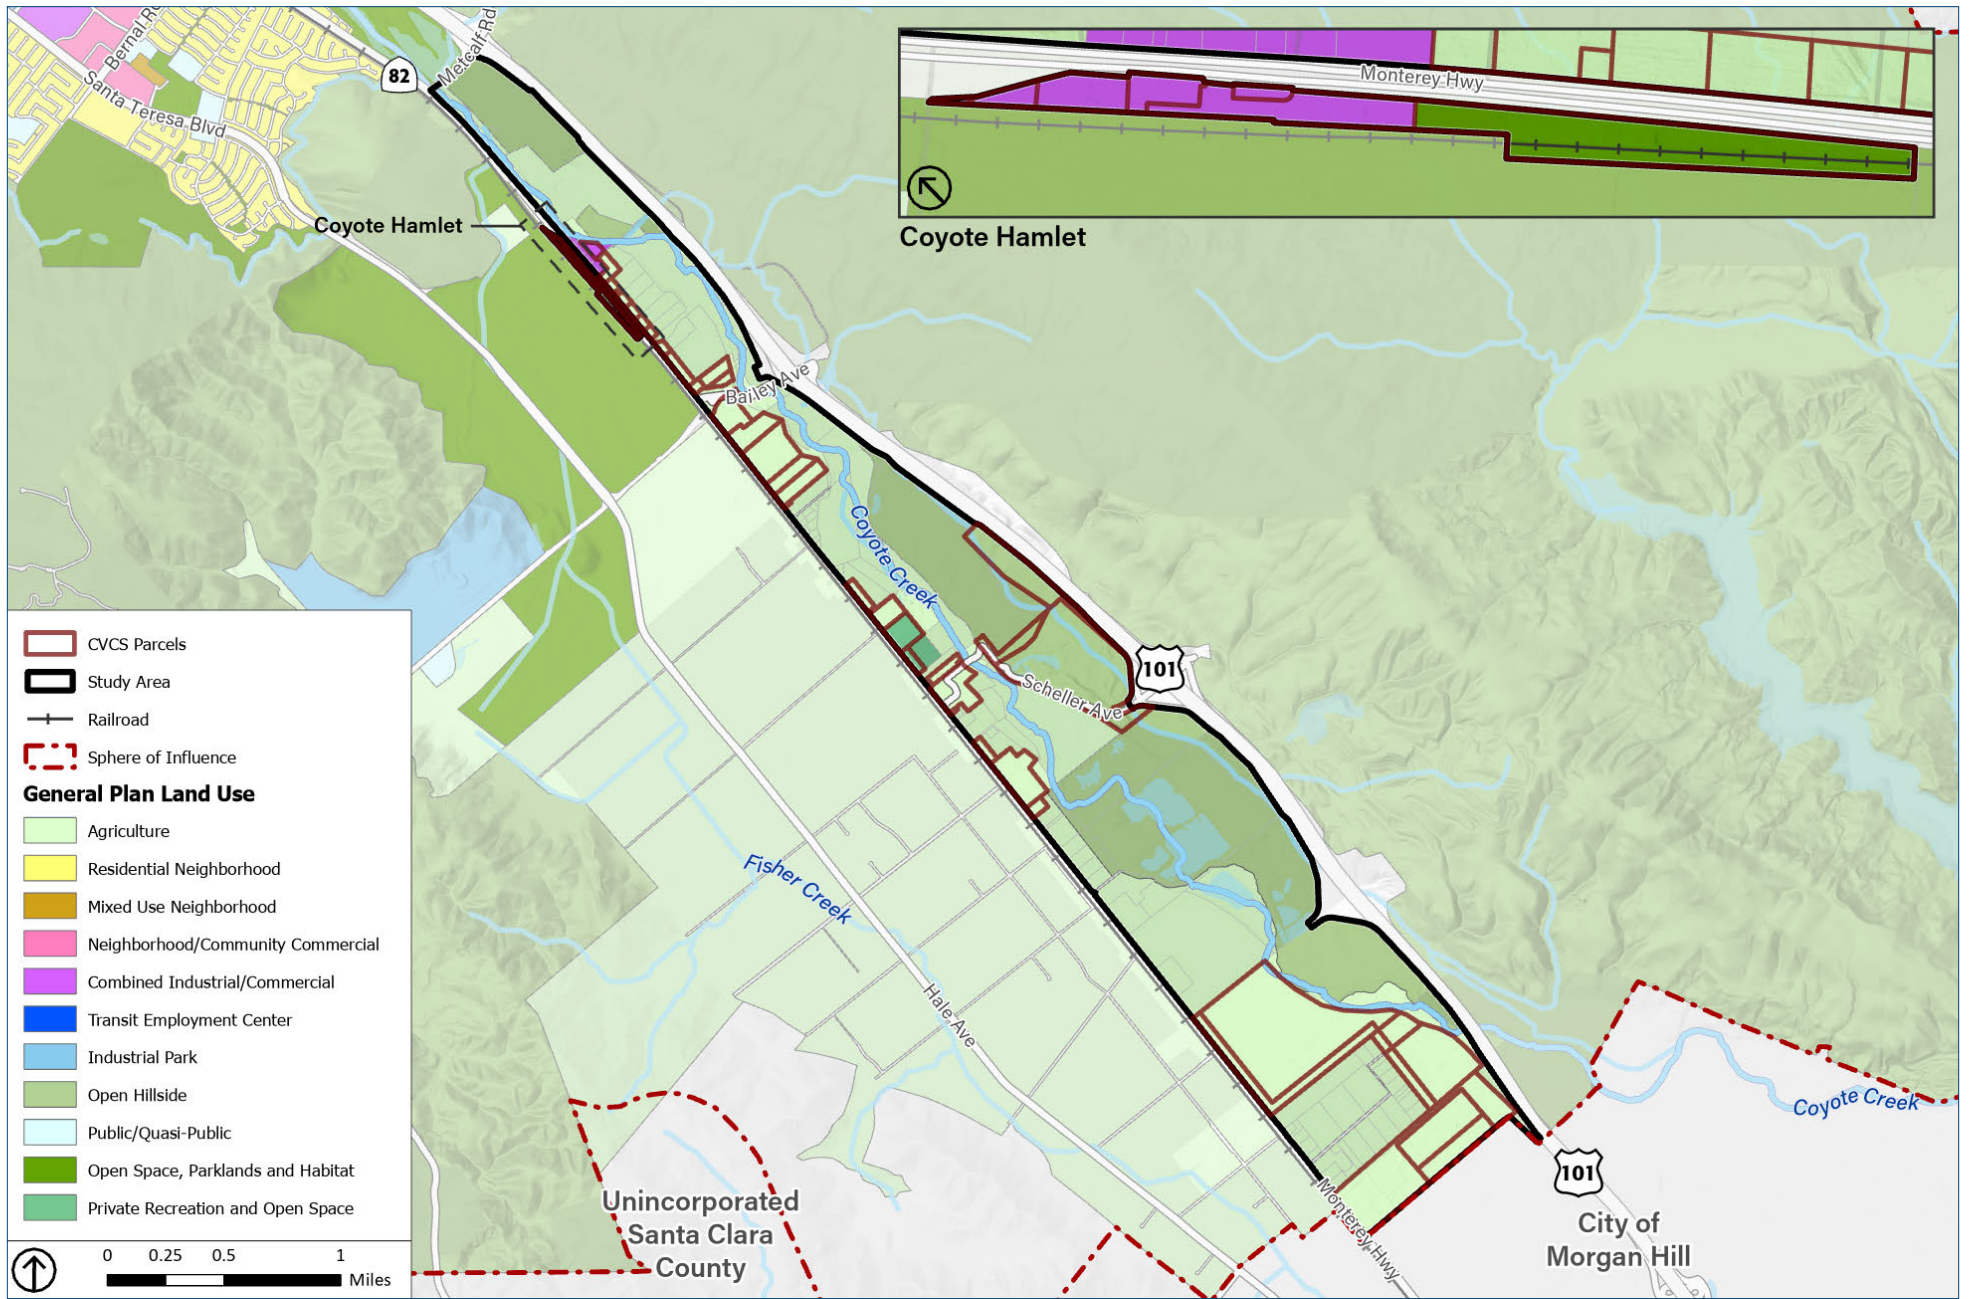 Bernal Rd
Metcalf Rd
82
Santa Teresa Blvd
Monterey Hwy
Coyote Hamlet
Coyote Hamlet
Bailey Ave
Coyote Creek
101
Scheller Ave
CVCS Parcels
Study Area
Railroad
Sphere of Influence
General Plan Land Use
Agriculture
Residential Neighborhood
Mixed Use Neighborhood
Neighborhood/Community Commercial
Combined Industrial/Commercial
Transit Employment Center
Industrial Park
Open Hillside
Public/Quasi-Public
Open Space, Parklands and Habitat
Private Recreation and Open Space
0 0.25 0.5 1
Miles
Fisher Creek
Hale Ave
Coyote Creek
101
Monterey Hwy
Unincorporated
Santa Clara
County
City of
Morgan Hill